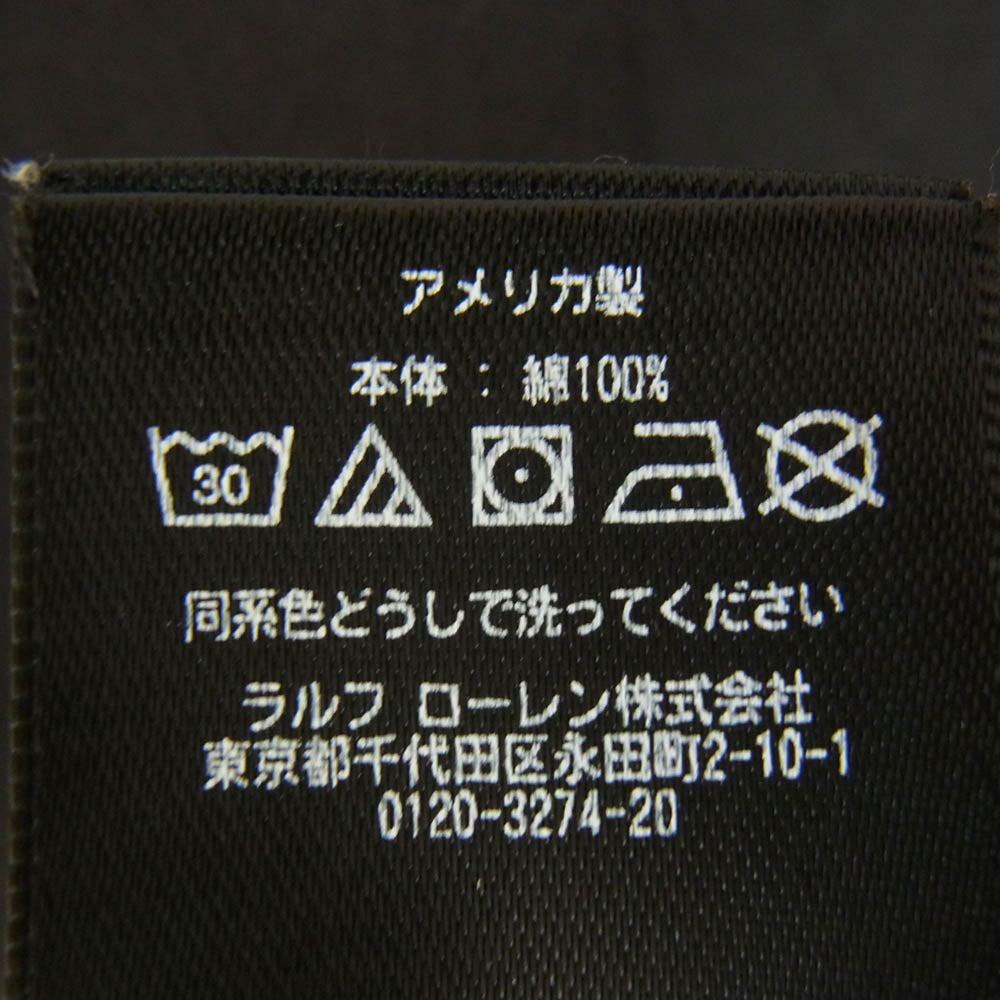 アメリカ製
本体 : 綿100%
30
同系色どうしで洗ってください
ラルフ ローレン株式会社
東京都千代田区永田町2-10-1
0120-3274-20